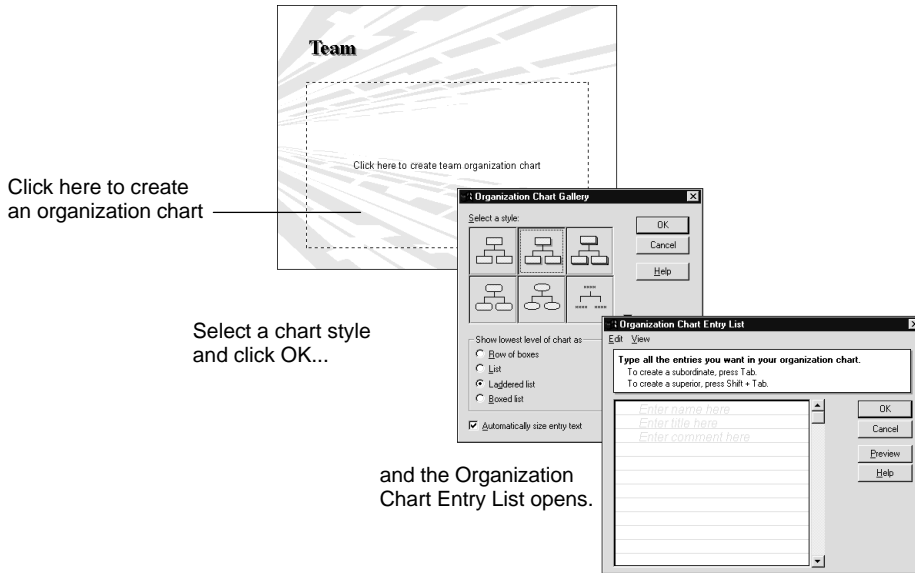 Team
Click here to create team organization chart
Click here to create
an organization chart
Organization Chart Gallery
Select a style:
OK
Cancel
Help
Show lowest level of chart as
Row of boxes
List
Laddered list
Boxed list
Automatically size entry text
Select a chart style
and click OK...
Organization Chart Entry List
Edit View
Type all the entries you want in your organization chart.
To create a subordinate, press Tab.
To create a superior, press Shift + Tab.
Enter name here
Enter title here
Enter comment here
OK
Cancel
Preview
Help
and the Organization
Chart Entry List opens.